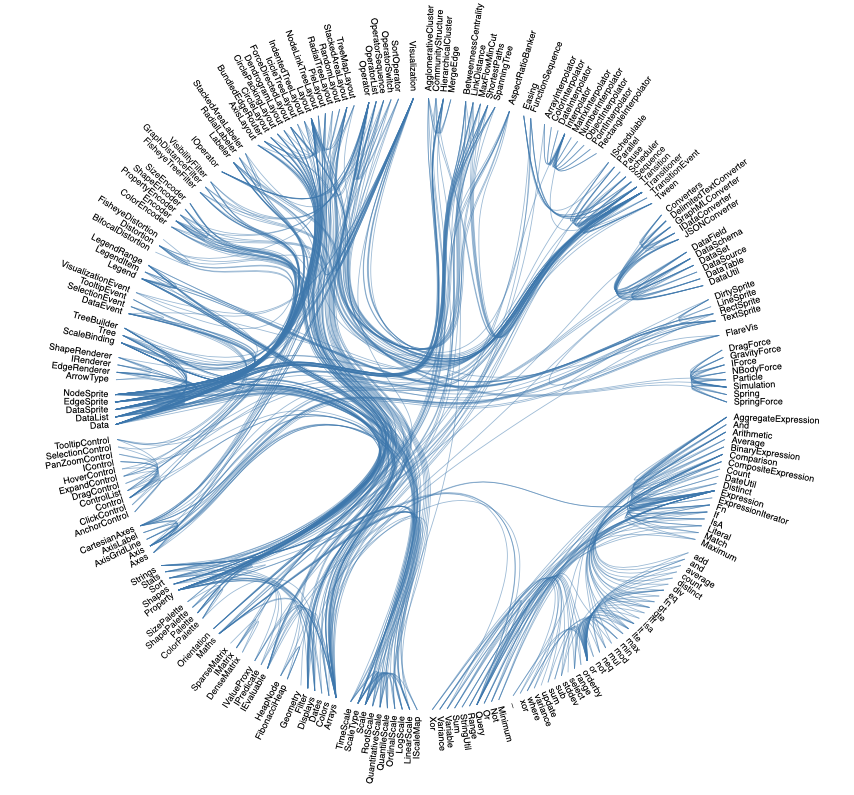 AgglomerativeCluster
CommunityStructure
HierarchicalCluster
MergeEdge
BetweennessCentrality
LinkDistance
MaxFlowMinCut
ShortestPaths
SpanningTree
AspectRatioBanker
Easing
FunctionSequence
ArrayInterpolator
ColorInterpolator
DateInterpolator
Interpolator
MatrixInterpolator
NumberInterpolator
ObjectInterpolator
PointInterpolator
RectangleInterpolator
ISchedulable
Parallel
Pause
Scheduler
Sequence
Transition
Transitioner
TransitionEvent
Tween
Converters
DelimitedTextConverter
GraphMLConverter
IDataConverter
JSONConverter
DataField
DataSchema
DataSet
DataSource
DataTable
DataUtil
DirtySprite
LineSprite
RectSprite
TextSprite
FlareVis
DragForce
GravityForce
IForce
NBodyForce
Particle
Simulation
Spring
SpringForce
AggregateExpression
And
Arithmetic
Average
BinaryExpression
Comparison
CompositeExpression
Count
DateUtil
Distinct
Expression
ExpressionIterator
Fn
If
IsA
Literal
Match
Maximum
add
and
average
count
distinct
div
eq
iff
isa
lte
max
min
mod
mul
neq
not
or
orderby
range
select
stddev
sub
sum
update
variance
where
xor
_
Minimum
Not
Or
Query
Range
StringUtil
Sum
Variable
Variance
Xor
IScaleMap
LinearScale
LogScale
OrdinalScale
QuantileScale
QuantitativeScale
RootScale
Scale
ScaleType
TimeScale
Arrays
Colors
Dates
Displays
Filter
Geometry
FibonacciHeap
HeapNode
IEvaluable
IPredicate
IValueProxy
DenseMatrix
IMatrix
SparseMatrix
Maths
Orientation
ColorPalette
Palette
ShapePalette
SizePalette
Property
Shapes
Sort
Stats
Strings
Axes
Axis
AxisGridLine
AxisLabel
CartesianAxes
AnchorControl
ClickControl
Control
ControlList
DragControl
ExpandControl
HoverControl
IControl
PanZoomControl
SelectionControl
TooltipControl
Data
DataList
DataSprite
EdgeSprite
NodeSprite
ArrowType
EdgeRenderer
IRenderer
ShapeRenderer
ScaleBinding
Tree
TreeBuilder
DataEvent
SelectionEvent
TooltipEvent
VisualizationEvent
Legend
LegendItem
LegendRange
BifocalDistortion
Distortion
FisheyeDistortion
ColorEncoder
Encoder
PropertyEncoder
ShapeEncoder
SizeEncoder
FisheyeTreeFilter
GraphDistanceFilter
VisibilityFilter
IOperator
Labeler
RadialLabeler
StackedAreaLabeler
AxisLayout
BundledEdgeRouter
CircleLayout
CirclePackingLayout
DendrogramLayout
ForceDirectedLayout
IcicleTreeLayout
IndentedTreeLayout
Layout
NodeLinkTreeLayout
PieLayout
RadialTreeLayout
RandomLayout
StackedAreaLayout
TreeMapLayout
Operator
OperatorList
OperatorSequence
OperatorSwitch
SortOperator
Visualization